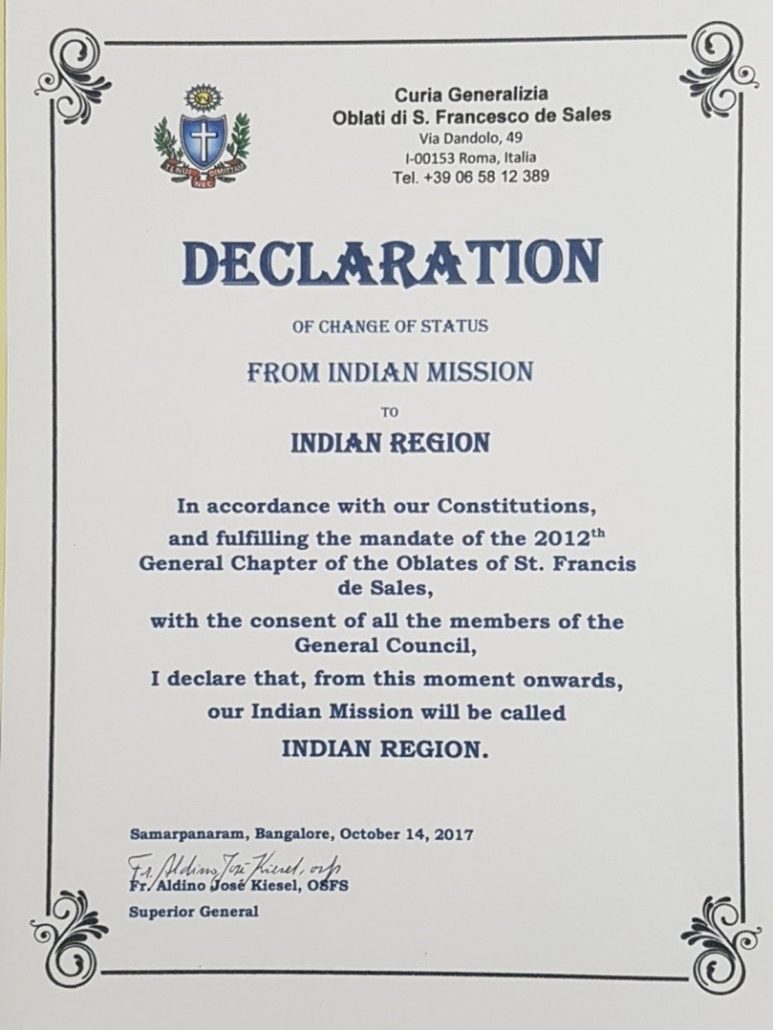 Curia Generalizia
Oblati di S. Francesco de Sales
Via Dandolo, 49
I-00153 Roma, Italia
Tel. +39 06 58 12 389
TENUI NEC DIMITTAM
DECLARATION
OF CHANGE OF STATUS
FROM INDIAN MISSION
TO
INDIAN REGION
In accordance with our Constitutions,
and fulfilling the mandate of the 2012th
General Chapter of the Oblates of St. Francis
de Sales,
with the consent of all the members of the
General Council,
I declare that, from this moment onwards,
our Indian Mission will be called
INDIAN REGION.
Samarpanaram, Bangalore, October 14, 2017
Fr. Aldino José Kiesel, osfs
Fr. Aldino José Kiesel, OSFS
Superior General